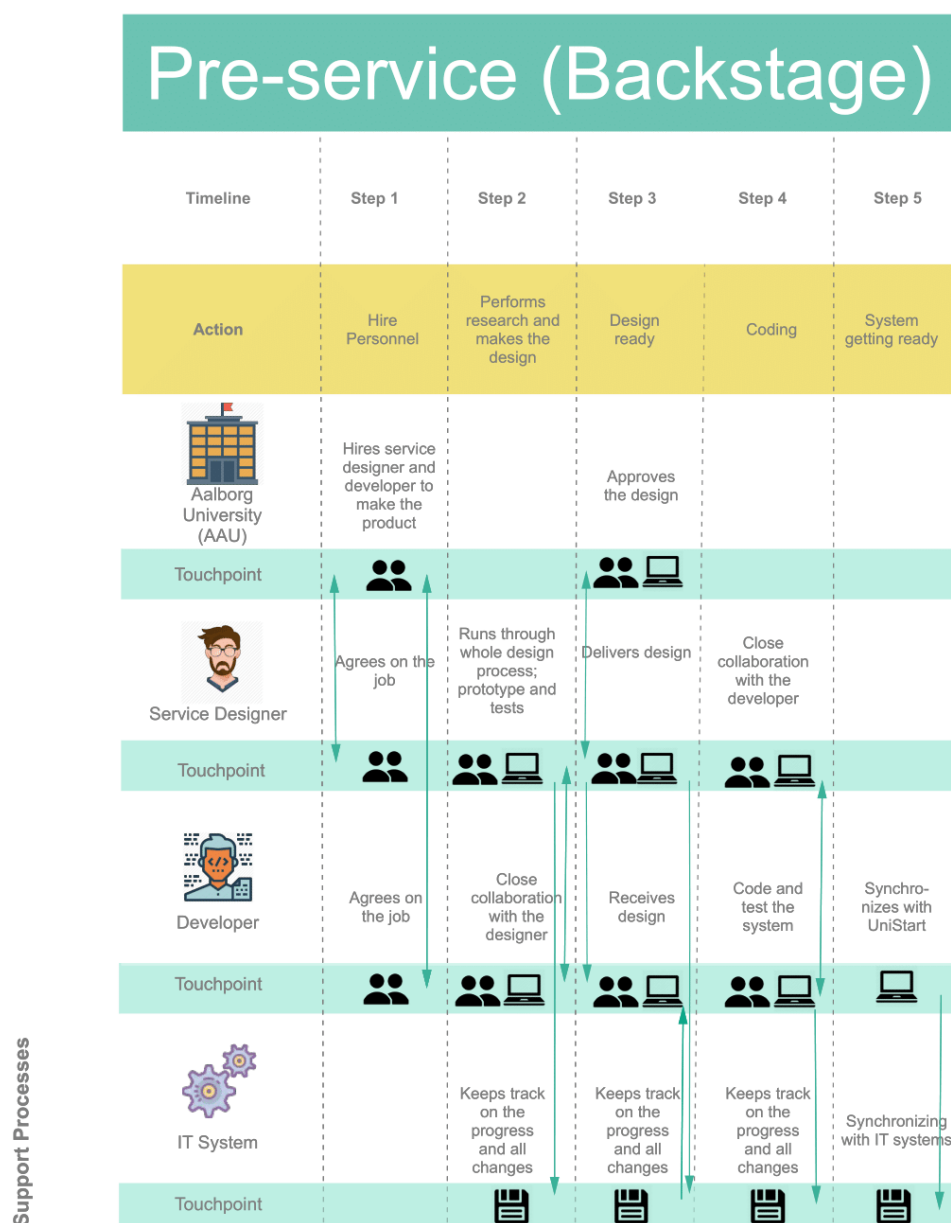 Pre-service (Backstage)
Timeline
Step 1
Step 2
Step 3
Step 4
Step 5
Action
Hire
Personnel
Performs
research and
makes the
design
Design
ready
Coding
System
getting ready
Aalborg
University
(AAU)
Hires service
designer and
developer to
make the
product
Approves
the design
Touchpoint
Service Designer
Agrees on the
job
Runs through
whole design
process;
prototype and
tests
Delivers design
Close
collaboration
with the
developer
Touchpoint
Developer
Agrees on
the job
Close
collaboration
with the
designer
Receives
design
Code and
test the
system
Synchro-
nizes with
UniStart
Touchpoint
Support Processes
IT System
Keeps track
on the
progress
and all
changes
Keeps track
on the
progress
and all
changes
Keeps track
on the
progress
and all
changes
Synchronizing
with IT systems
Touchpoint